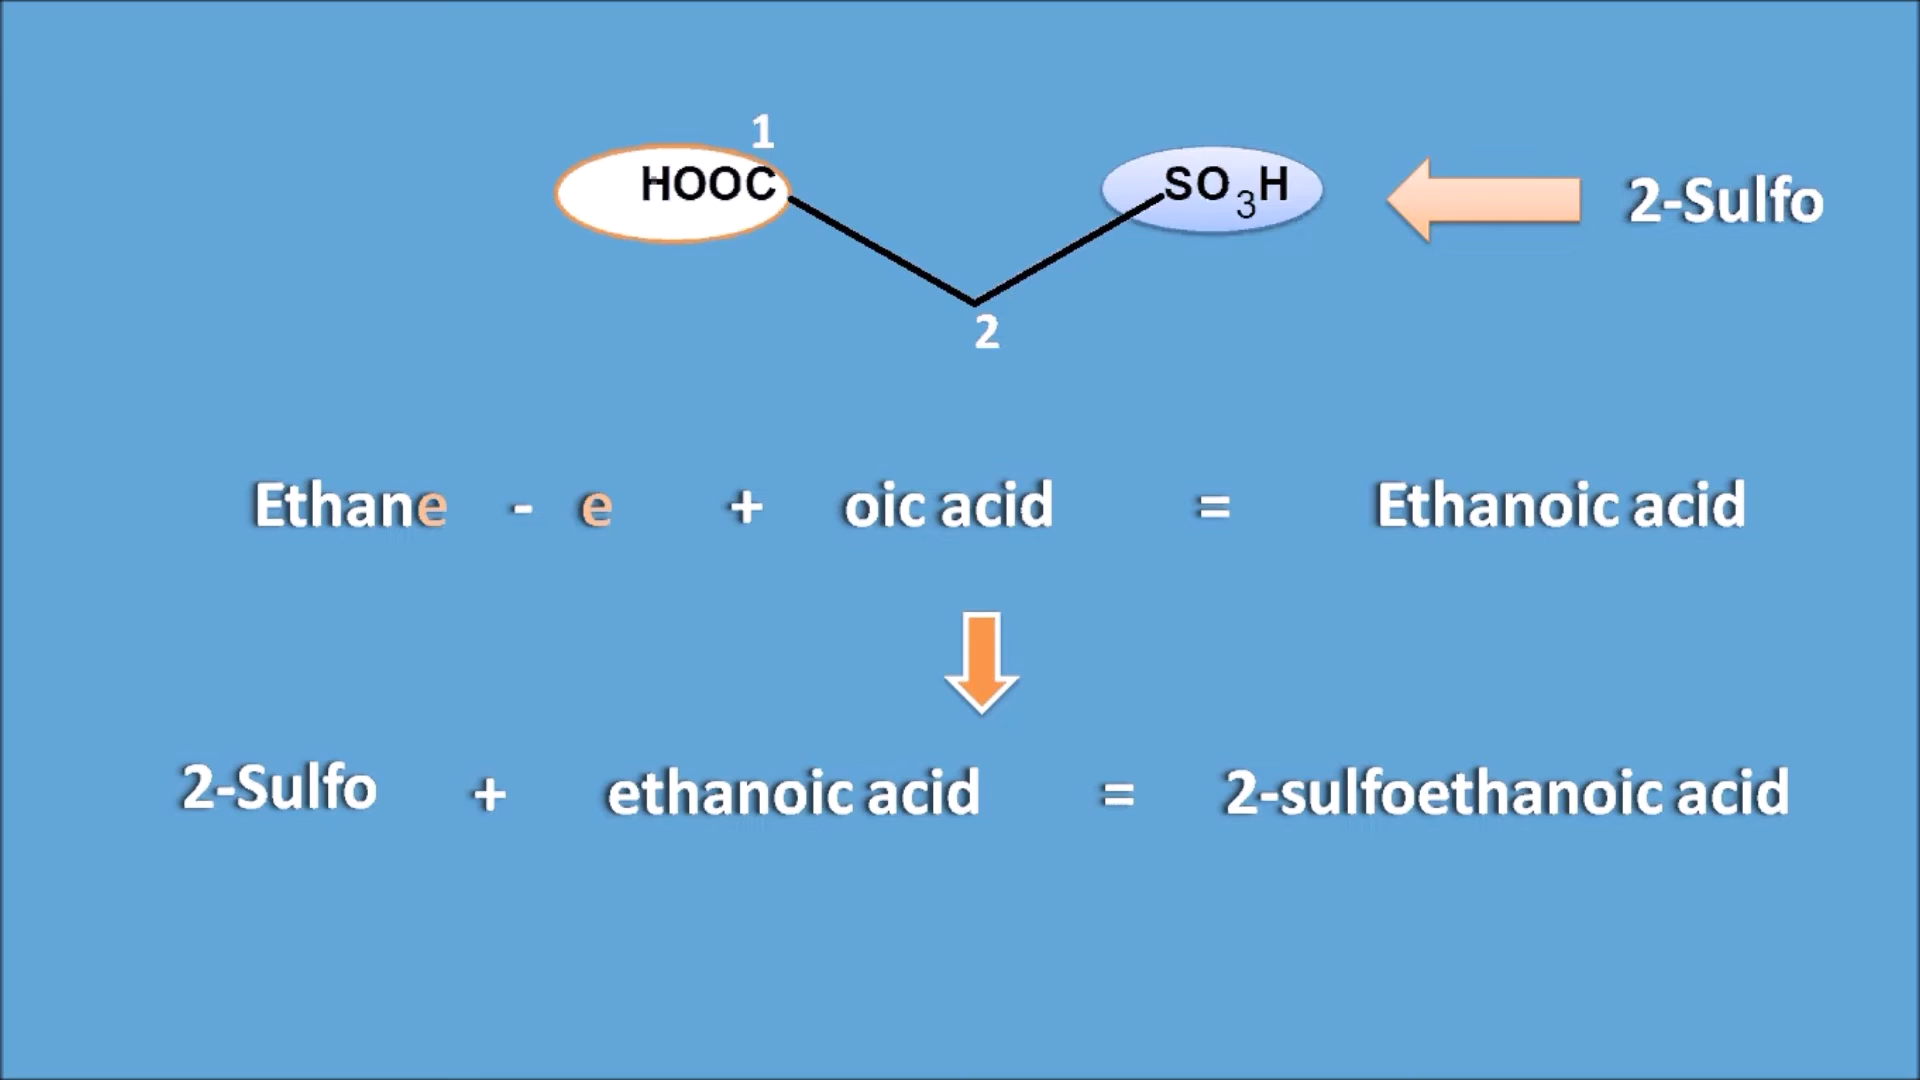 1
HOOC SO3H 2-Sulfo
2
Ethane - e + oic acid = Ethanoic acid
2-Sulfo + ethanoic acid = 2-sulfoethanoic acid